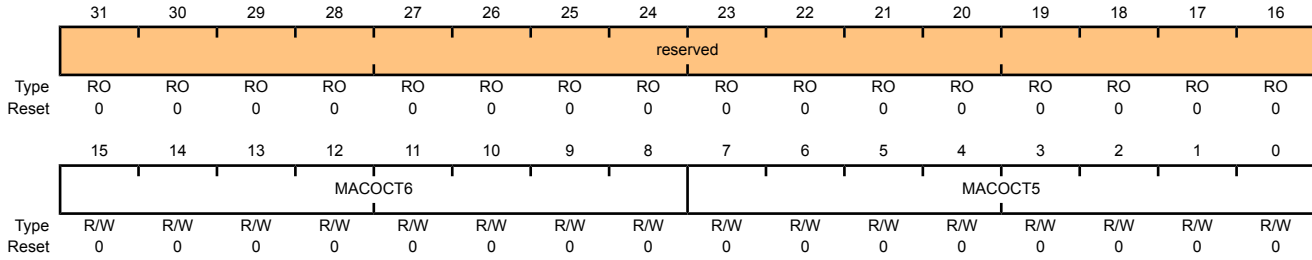 31 30 29 28 27 26 25 24 23 22 21 20 19 18 17 16
reserved
Type RO RO RO RO RO RO RO RO RO RO RO RO RO RO RO RO
Reset 0 0 0 0 0 0 0 0 0 0 0 0 0 0 0 0
15 14 13 12 11 10 9 8 7 6 5 4 3 2 1 0
MACOCT6 MACOCT5
Type R/W R/W R/W R/W R/W R/W R/W R/W R/W R/W R/W R/W R/W R/W R/W R/W
Reset 0 0 0 0 0 0 0 0 0 0 0 0 0 0 0 0